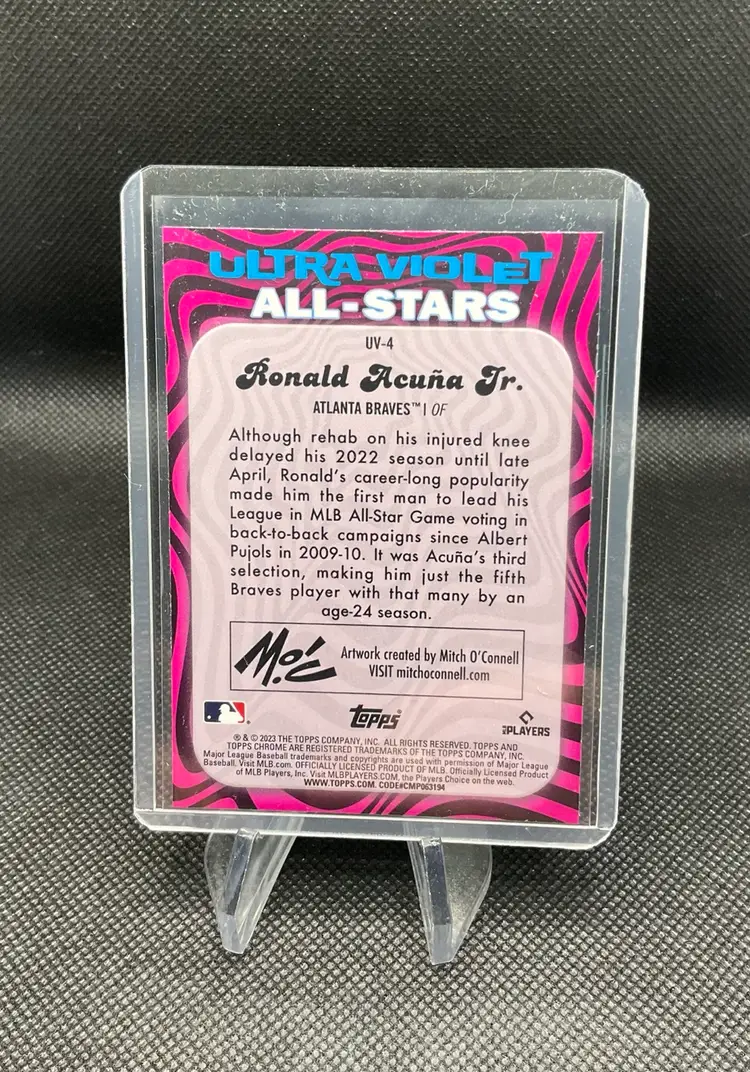 ULTRA VIOLET
ALL-STARS
UV-4
Ronald Acuña Jr.
ATLANTA BRAVES™ | OF
Although rehab on his injured knee
delayed his 2022 season until late
April, Ronald's career-long popularity
made him the first man to lead his
League in MLB All-Star Game voting in
back-to-back campaigns since Albert
Pujols in 2009-10. It was Acuña's third
selection, making him just the fifth
Braves player with that many by an
age-24 season.
Mo!C
Artwork created by Mitch O'Connell
VISIT mitchoconnell.com
topps
MLB PLAYERS
® & © 2023 THE TOPPS COMPANY, INC. ALL RIGHTS RESERVED. TOPPS AND
TOPPS CHROME ARE REGISTERED TRADEMARKS OF THE TOPPS COMPANY, INC.
Major League Baseball trademarks and copyrights are used with permission of Major League
Baseball. Visit MLB.com. OFFICIALLY LICENSED PRODUCT OF MLB. Officially Licensed Product
of MLB Players, Inc. Visit MLBPLAYERS.COM, the Players Choice on the web.
WWW.TOPPS.COM. CODE#CMP063194